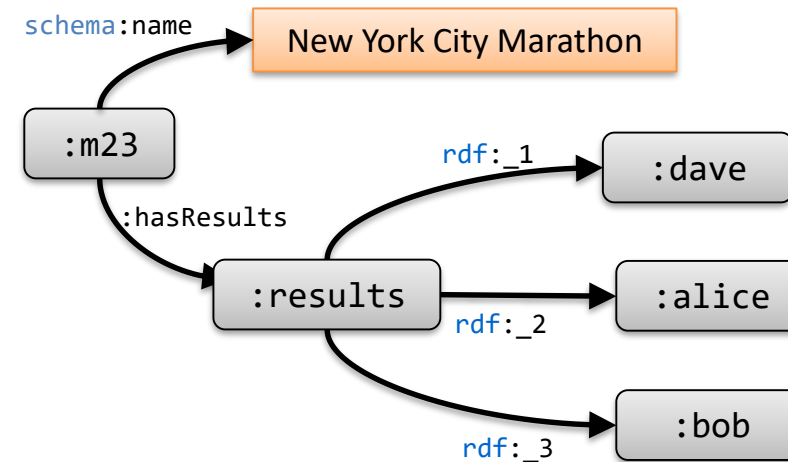 schema:name
New York City Marathon
:m23
rdf:_1
:dave
:hasResults
:results
:alice
rdf:_2
:bob
rdf:_3